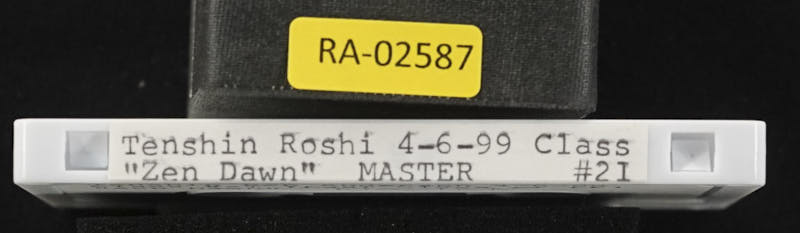 RA-02587
Tenshin Roshi 4-6-99 Class
"Zen Dawn" MASTER #21